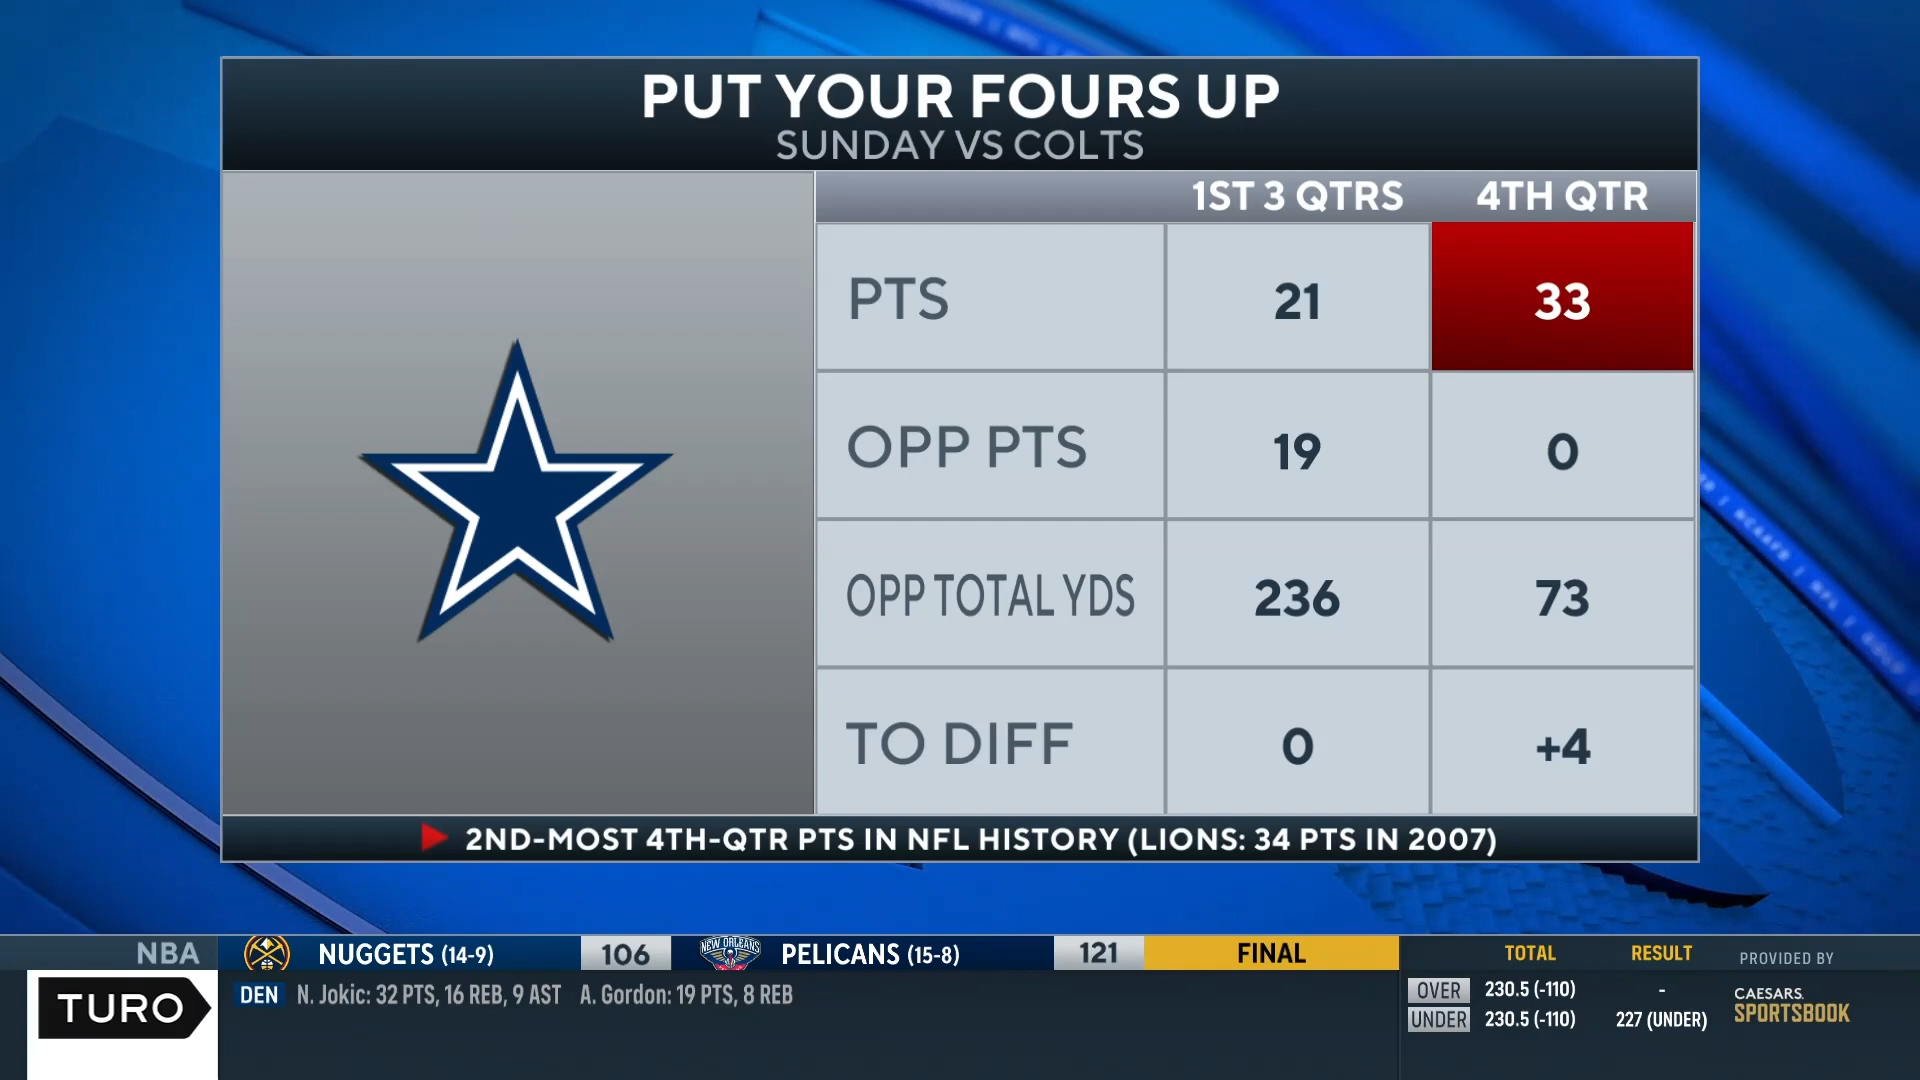 PUT YOUR FOURS UP
SUNDAY VS COLTS
1ST 3 QTRS 4TH QTR
PTS 21 33
OPP PTS 19 0
OPP TOTAL YDS 236 73
TO DIFF 0 +4
2ND-MOST 4TH-QTR PTS IN NFL HISTORY (LIONS: 34 PTS IN 2007)
NBA NUGGETS (14-9) 106 NEW ORLEANS PELICANS (15-8) 121 FINAL
TURO
DEN N. Jokic: 32 PTS, 16 REB, 9 AST A. Gordon: 19 PTS, 8 REB
TOTAL RESULT
OVER 230.5 (-110) -
UNDER 230.5 (-110) 227 (UNDER)
PROVIDED BY
CAESARS
SPORTSBOOK